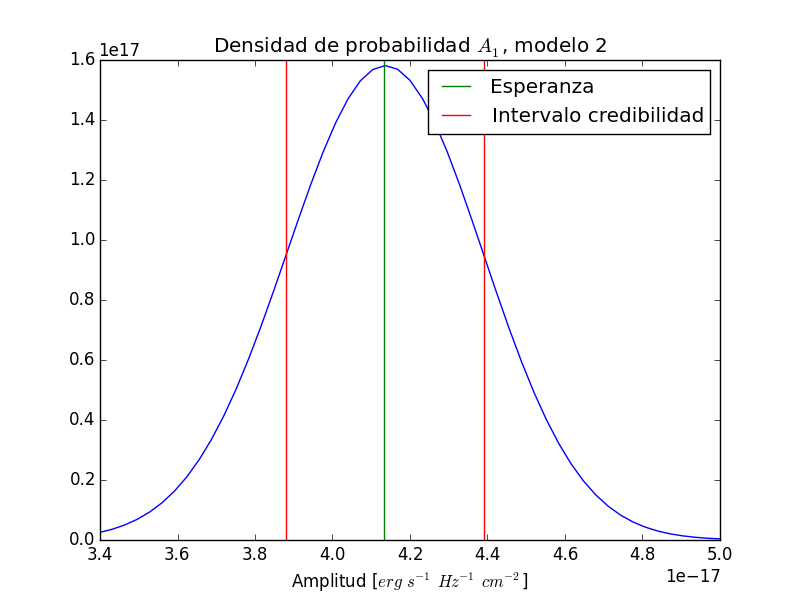 Densidad de probabilidad A₁, modelo 2
1e17
1.6
1.4
1.2
1.0
0.8
0.6
0.4
0.2
0.0
Esperanza
Intervalo credibilidad
3.4 3.6 3.8 4.0 4.2 4.4 4.6 4.8 5.0
1e−17
Amplitud [erg s⁻¹ Hz⁻¹ cm⁻²]